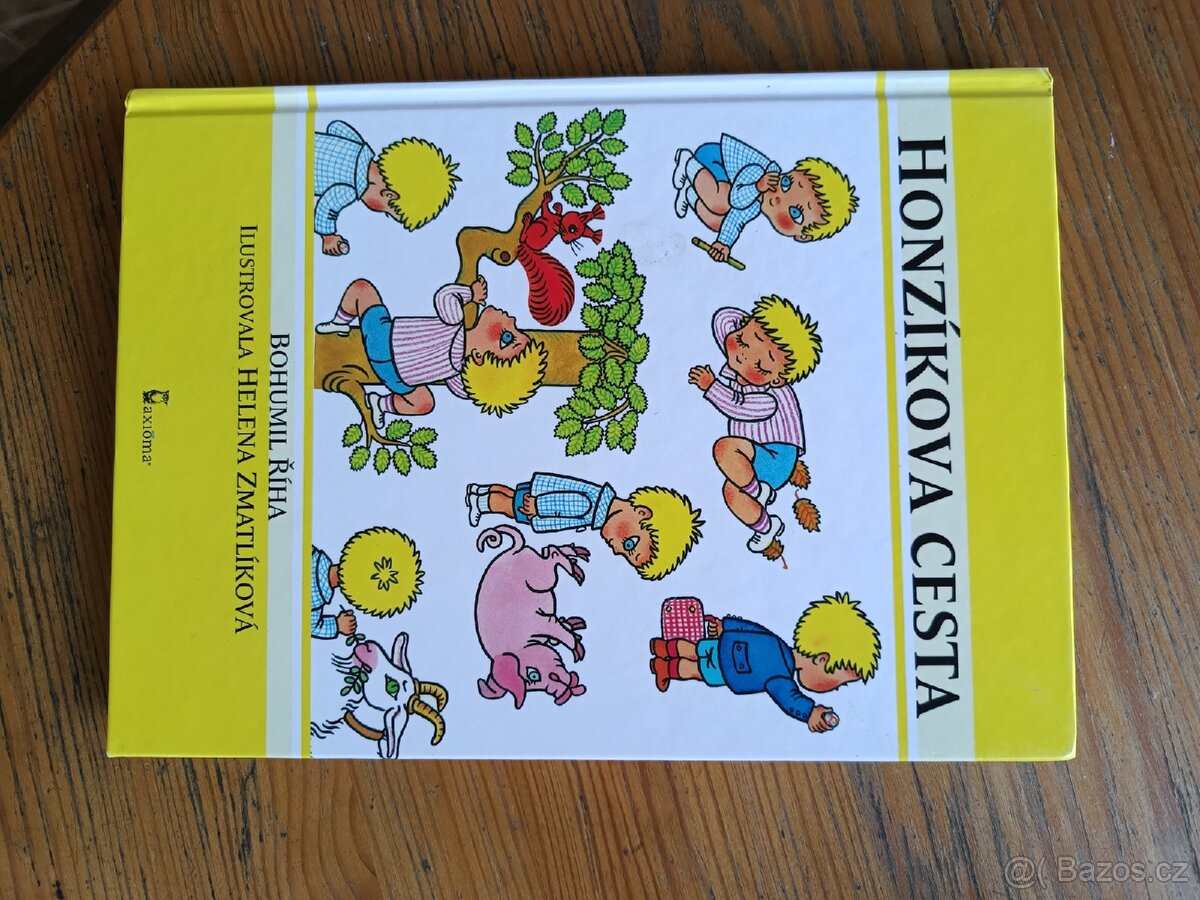 HONZÍKOVA CESTA
BOHUMIL ŘÍHA
ILUSTROVALA HELENA ZMATLÍKOVÁ
axióma®
@( Bazos.cz